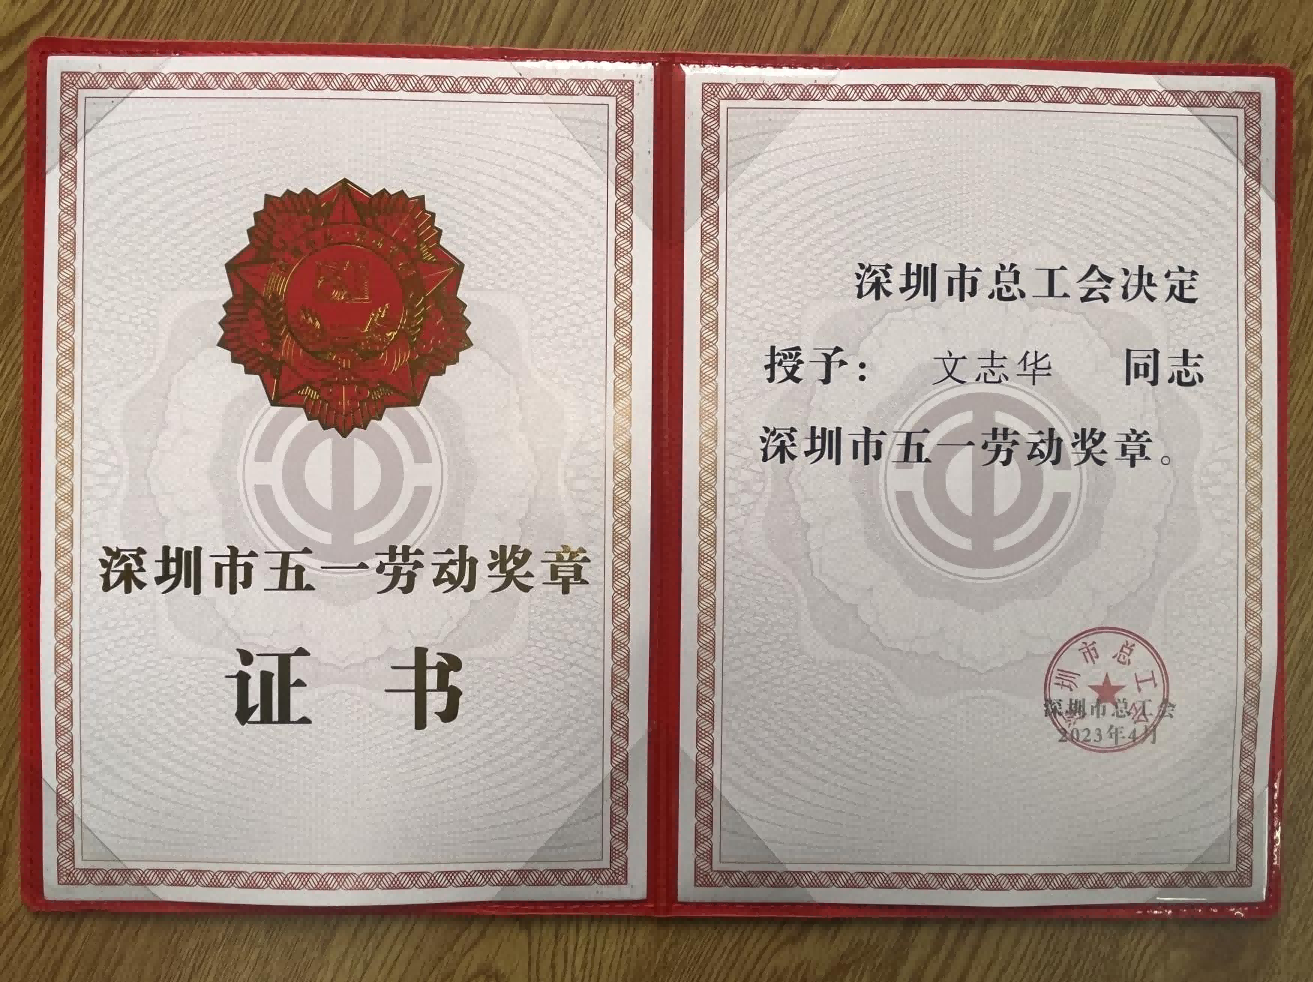 深圳市五一劳动奖章
证书
深圳市总工会决定
授予： 文志华 同志
深圳市五一劳动奖章。
深圳市总工会
深圳市总工会
2023年4月